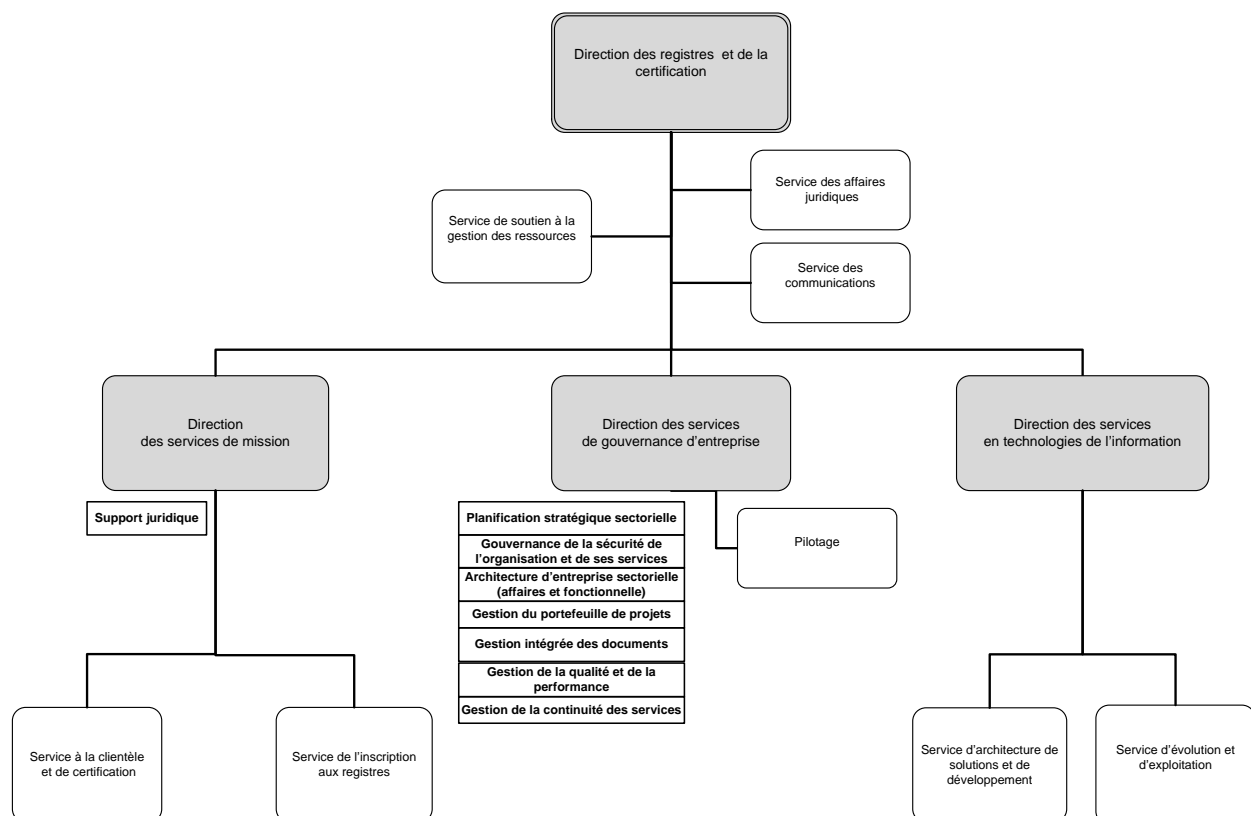 Direction des registres et de la
certification
Service des affaires
juridiques
Service de soutien à la
gestion des ressources
Service des
communications
Direction
des services de mission
Direction des services
de gouvernance d’entreprise
Direction des services
en technologies de l’information
Support juridique
Planification stratégique sectorielle
Gouvernance de la sécurité de
l’organisation et de ses services
Architecture d’entreprise sectorielle
(affaires et fonctionnelle)
Gestion du portefeuille de projets
Gestion intégrée des documents
Gestion de la qualité et de la
performance
Gestion de la continuité des services
Pilotage
Service à la clientèle
et de certification
Service de l’inscription
aux registres
Service d’architecture de
solutions et de
développement
Service d’évolution et
d’exploitation